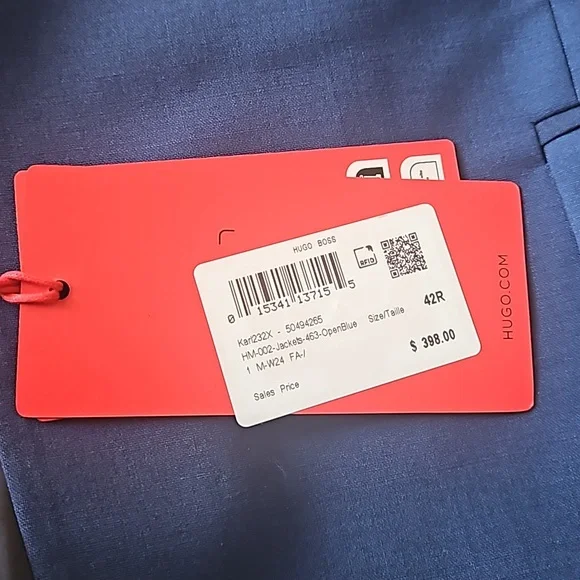 HUGO BOSS
RFID
0 15341 13715 5
Karl232X - 50494265
HM-002-Jackets-463-OpenBlue Size/Taille 42R
1 M-W24 FA-/
$ 398.00
Sales Price
HUGO.COM